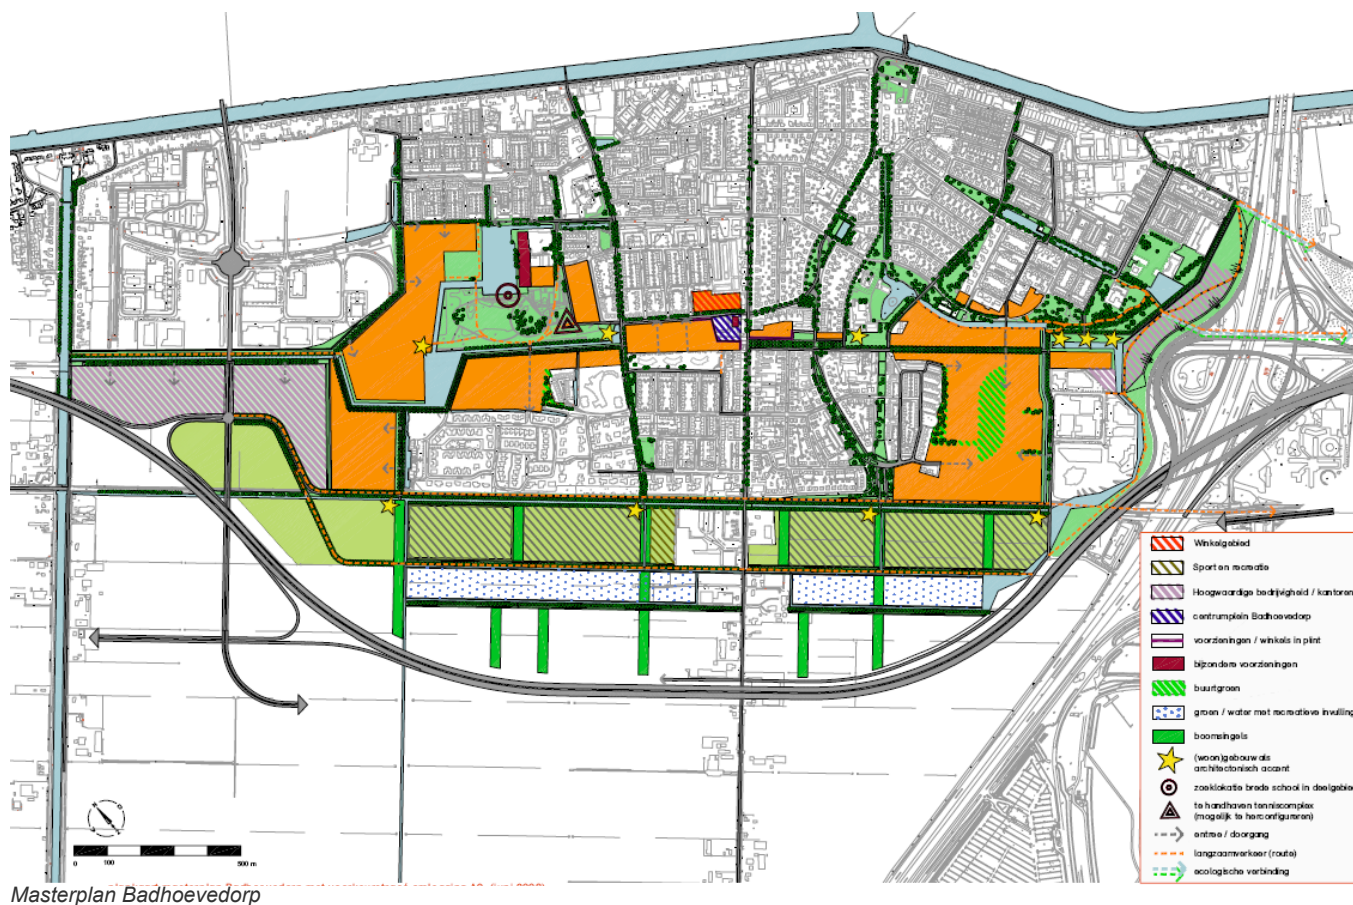 Winkelgebied
Sport en recreatie
Hoogwaardige bedrijvigheid / kantoren
centrumplein Badhoevedorp
voorzieningen / winkels in plint
bijzondere voorzieningen
buurtgroen
groen / water met recreatieve invulling
boomsingels
(woon)gebouw als
architectonisch accent
zoeklokatie brede school in deelgebied
te handhaven tenniscomplex
(mogelijk te herconfigureren)
entree / doorgang
langzaamverkeer (route)
ecologische verbinding
0 100 500 m
Masterplan Badhoevedorp